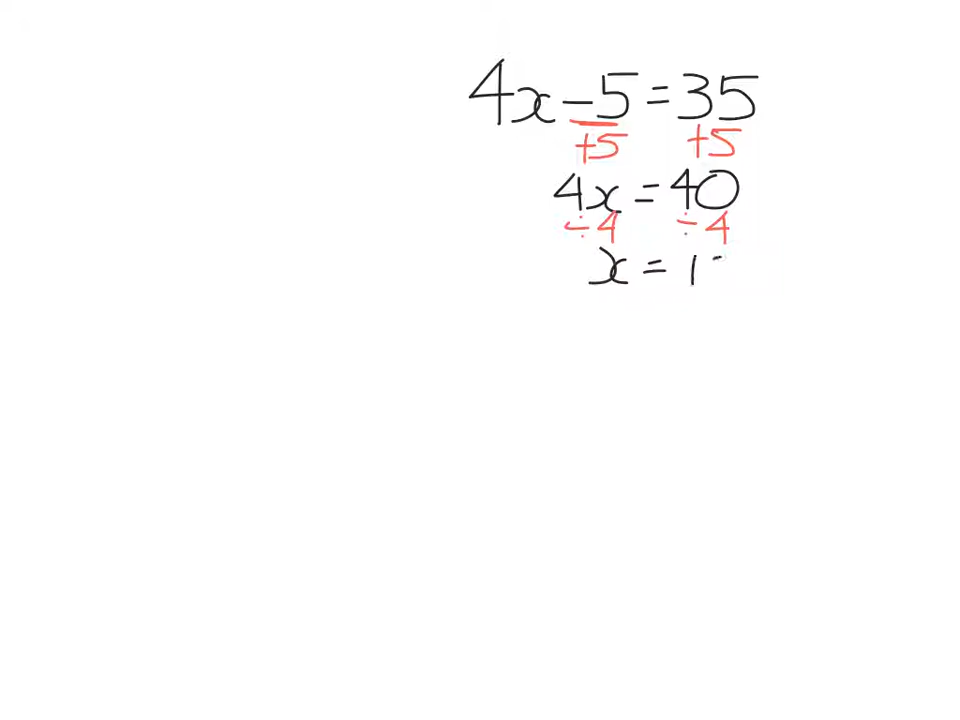 4x - 5 = 35
+5 +5
4x = 40
÷4 ÷4
x = 1